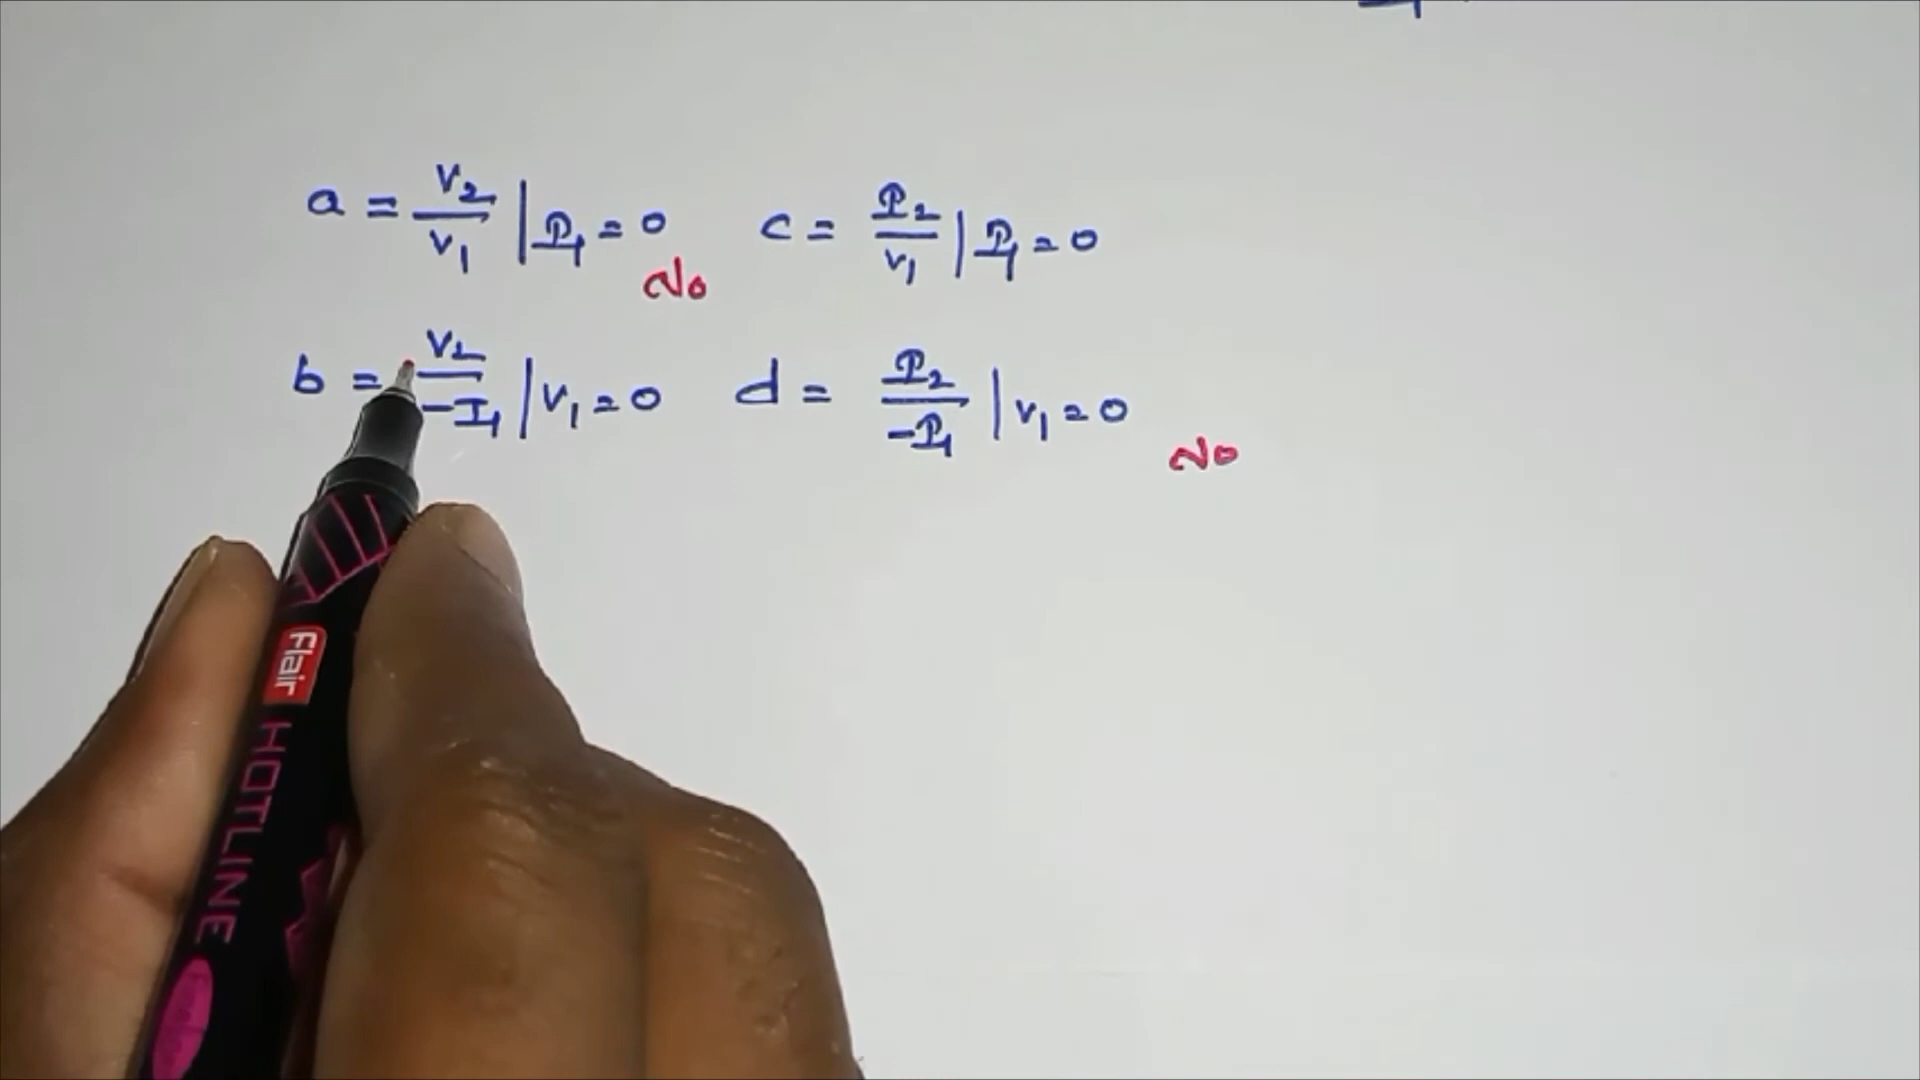 a = V2/V1 | I1 = 0   c = I2/V1 | I1 = 0
No
b = V2/-I1 | V1 = 0   d = I2/-I1 | V1 = 0
No
Flair HOTLINE